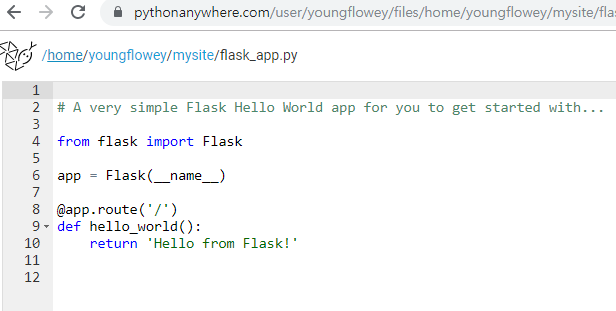 pythonanywhere.com/user/youngflowey/files/home/youngflowey/mysite/flas
/home/youngflowey/mysite/flask_app.py
1
2 # A very simple Flask Hello World app for you to get started with...
3
4 from flask import Flask
5
6 app = Flask(__name__)
7
8 @app.route('/')
9 def hello_world():
10     return 'Hello from Flask!'
11
12